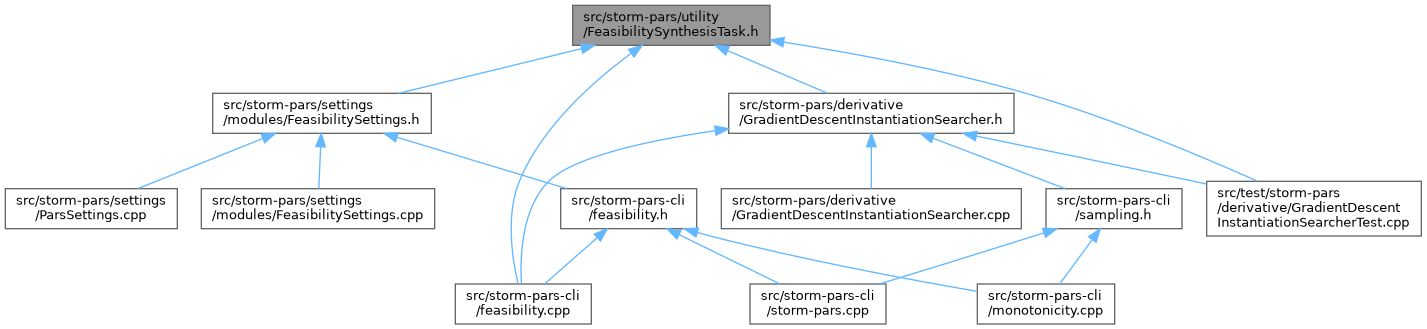 src/storm-pars/utility
/FeasibilitySynthesisTask.h
src/storm-pars/settings
/modules/FeasibilitySettings.h
src/storm-pars/derivative
/GradientDescentInstantiationSearcher.h
src/storm-pars/settings
/ParsSettings.cpp
src/storm-pars/settings
/modules/FeasibilitySettings.cpp
src/storm-pars-cli
/feasibility.h
src/storm-pars/derivative
/GradientDescentInstantiationSearcher.cpp
src/storm-pars-cli
/sampling.h
src/test/storm-pars
/derivative/GradientDescent
InstantiationSearcherTest.cpp
src/storm-pars-cli
/feasibility.cpp
src/storm-pars-cli
/storm-pars.cpp
src/storm-pars-cli
/monotonicity.cpp